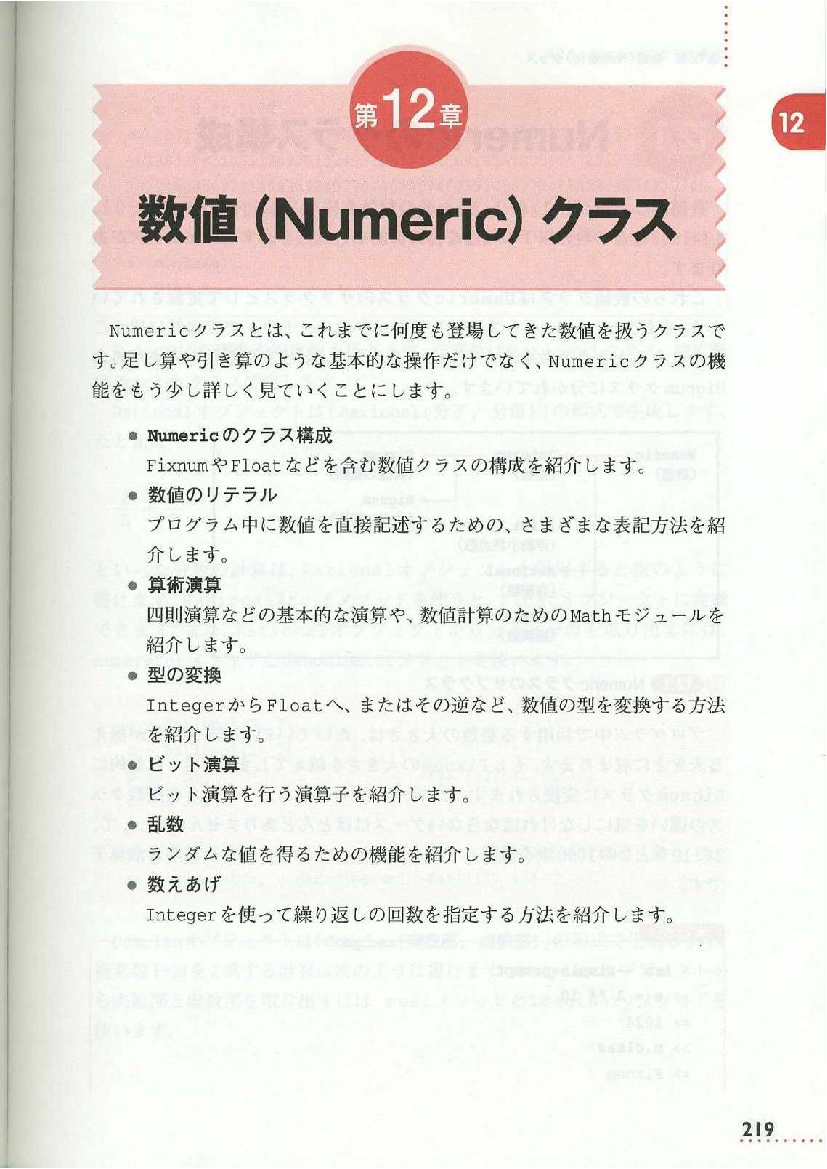 第12章
12
数値（Numeric）クラス
Numericクラスとは、これまでに何度も登場してきた数値を扱うクラスで
す。足し算や引き算のような基本的な操作だけでなく、Numericクラスの機
能をもう少し詳しく見ていくことにします。
● Numericのクラス構成
FixnumやFloatなどを含む数値クラスの構成を紹介します。
● 数値のリテラル
プログラム中に数値を直接記述するための、さまざまな表記方法を紹
介します。
● 算術演算
四則演算などの基本的な演算や、数値計算のためのMathモジュールを
紹介します。
● 型の変換
IntegerからFloatへ、またはその逆など、数値の型を変換する方法
を紹介します。
● ビット演算
ビット演算を行う演算子を紹介します。
● 乱数
ランダムな値を得るための機能を紹介します。
● 数えあげ
Integerを使って繰り返しの回数を指定する方法を紹介します。
219